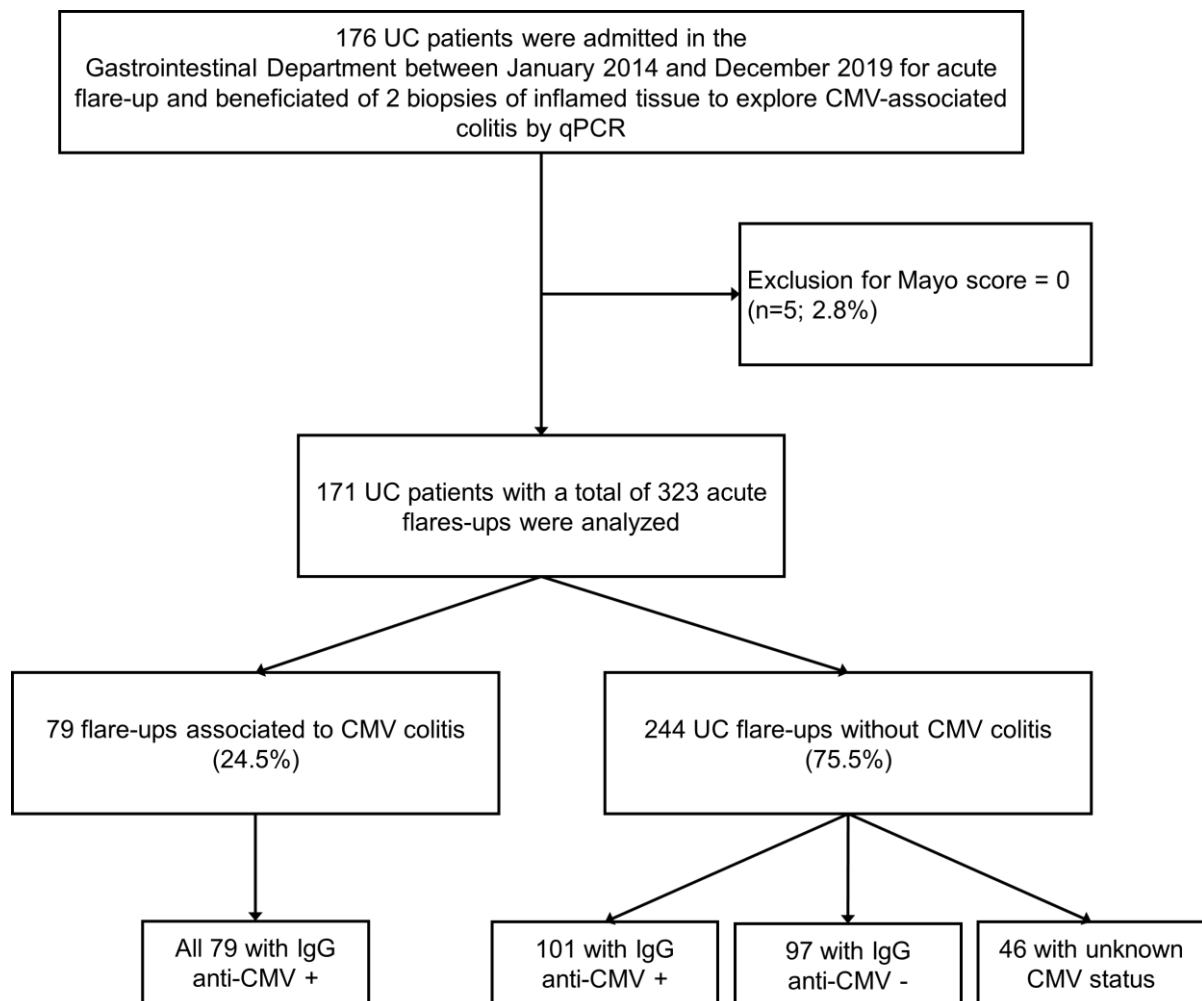 176 UC patients were admitted in the
Gastrointestinal Department between January 2014 and December 2019 for acute
flare-up and beneficiated of 2 biopsies of inflamed tissue to explore CMV-associated
colitis by qPCR
Exclusion for Mayo score = 0
(n=5; 2.8%)
171 UC patients with a total of 323 acute
flares-ups were analyzed
79 flare-ups associated to CMV colitis
(24.5%)
244 UC flare-ups without CMV colitis
(75.5%)
All 79 with IgG
anti-CMV +
101 with IgG
anti-CMV +
97 with IgG
anti-CMV -
46 with unknown
CMV status